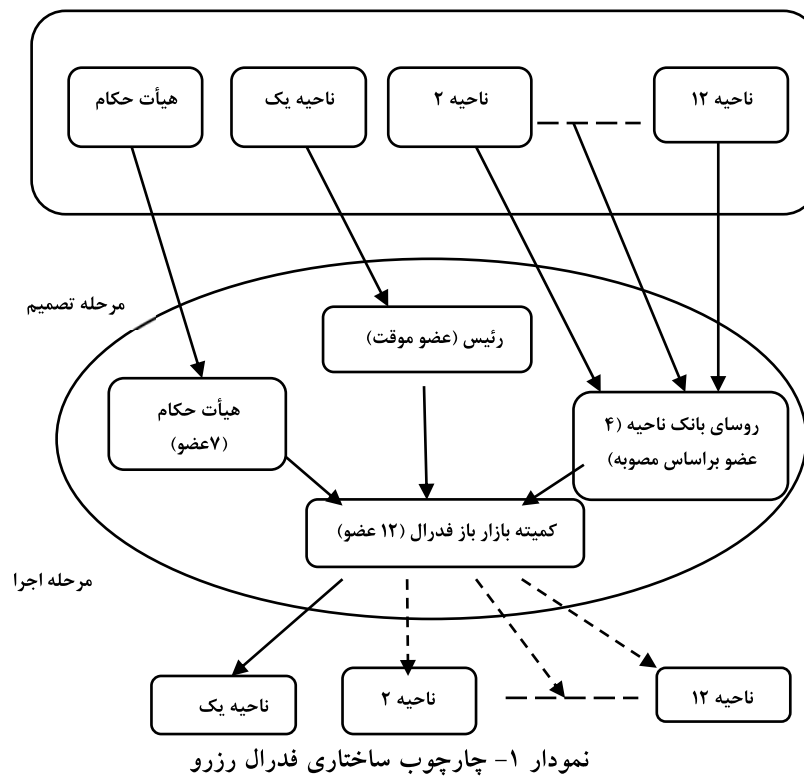 هیأت حکام
ناحیه یک
ناحیه ۲
ناحیه ۱۲
مرحله تصمیم
رئیس (عضو موقت)
هیأت حکام
(۷عضو)
روسای بانک ناحیه (۴
عضو براساس مصوبه)
کمیته بازار باز فدرال (۱۲ عضو)
مرحله اجرا
ناحیه یک
ناحیه ۲
ناحیه ۱۲
نمودار ۱- چارچوب ساختاری فدرال رزرو